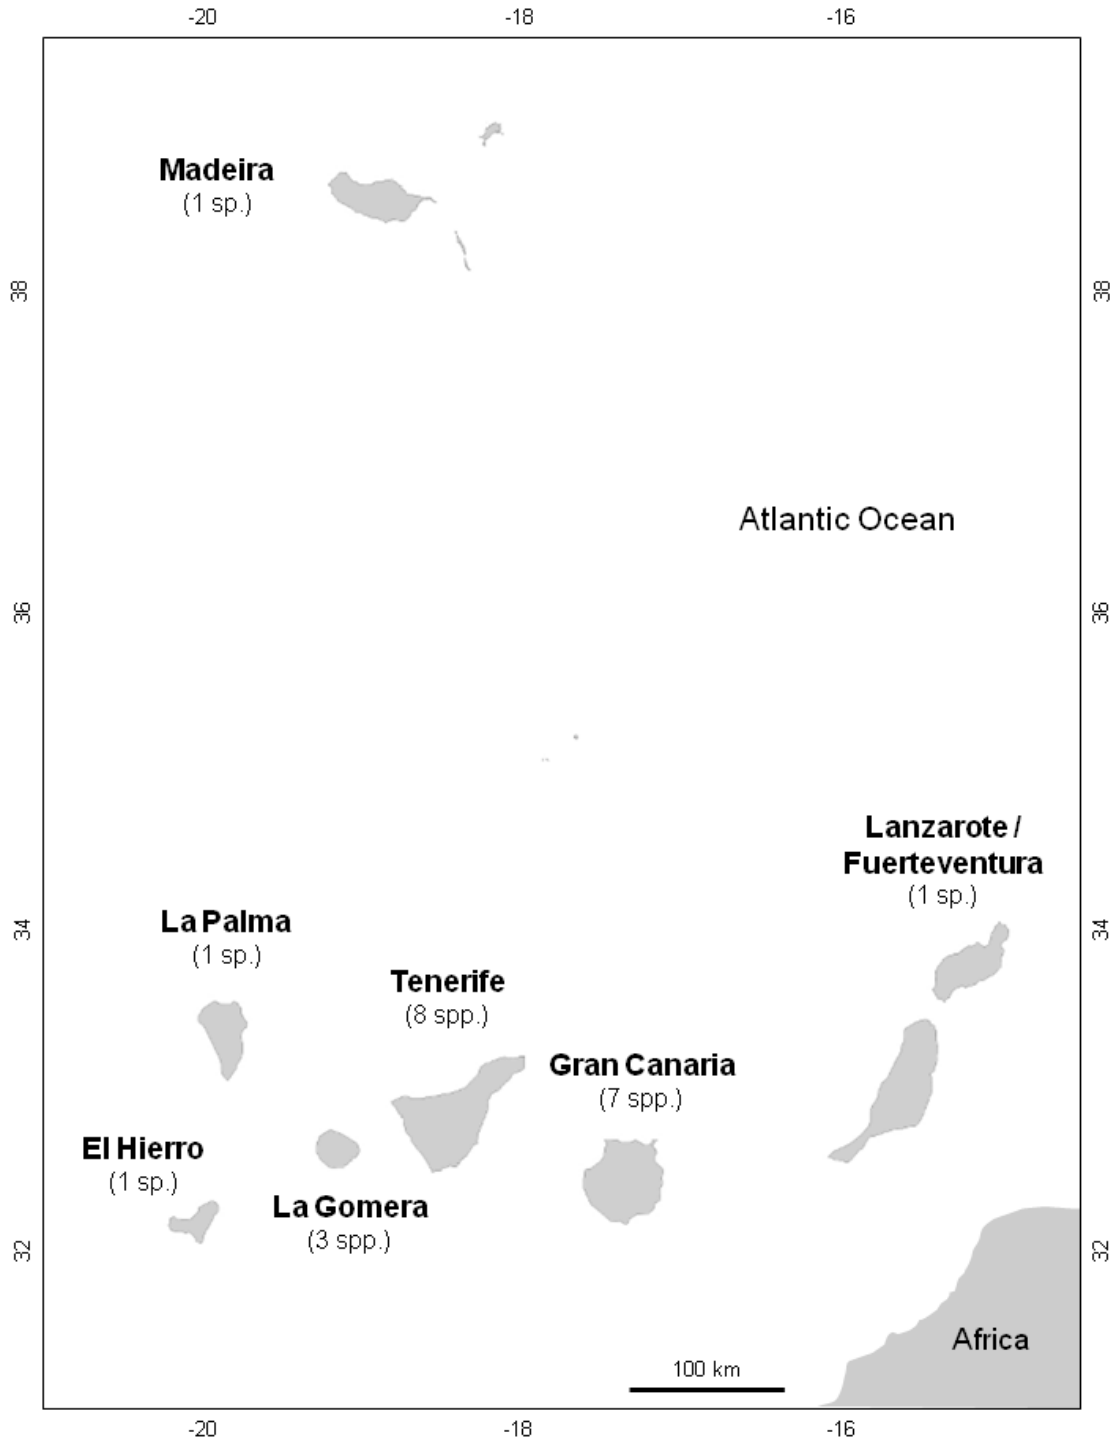 -20 -18 -16
Madeira
(1 sp.)
38 38
Atlantic Ocean
36 36
Lanzarote /
Fuerteventura
(1 sp.)
34 34
La Palma
(1 sp.)
Tenerife
(8 spp.)
Gran Canaria
(7 spp.)
El Hierro
(1 sp.)
La Gomera
(3 spp.)
32 32
Africa
100 km
-20 -18 -16